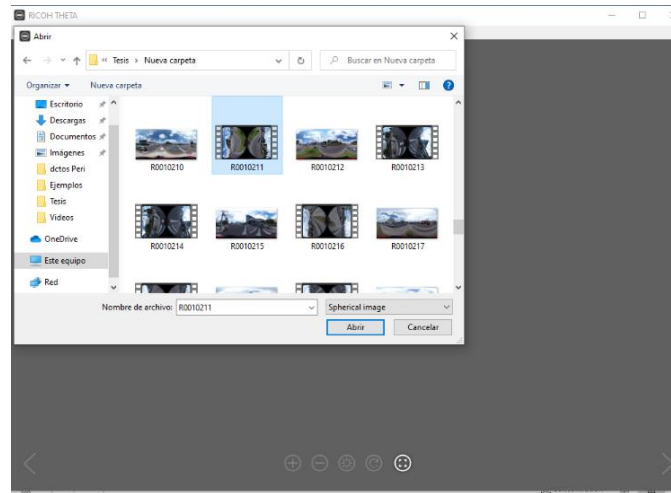 RICOH THETA
Abrir
« Tesis › Nueva carpeta
Buscar en Nueva carpeta
Organizar
Nueva carpeta
Escritorio
Descargas
Documentos
Imágenes
dctos Peri
Ejemplos
Tesis
Videos
OneDrive
Este equipo
Red
R0010210
R0010211
R0010212
R0010213
R0010214
R0010215
R0010216
R0010217
Nombre de archivo:
R0010211
Spherical image
Abrir
Cancelar